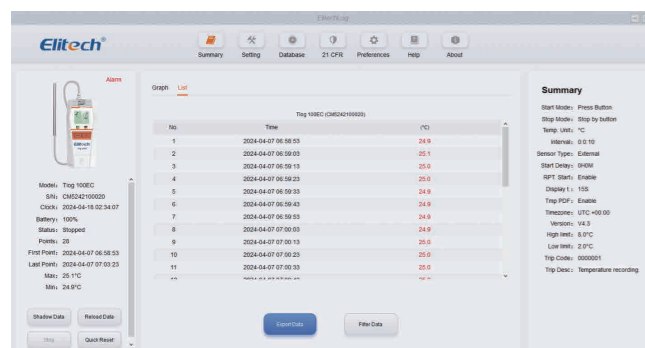 ElitechLog
Elitech®
Summary
Setting
Database
21 CFR
Preferences
Help
About
Alarm
Model: Tlog 100EC
S/N: CM5242100020
Clock: 2024-04-16 02:34:07
Battery: 100%
Status: Stopped
Points: 28
First Point: 2024-04-07 06:58:53
Last Point: 2024-04-07 07:03:23
Max: 25.1°C
Min: 24.9°C
Shadow Data
Reload Data
Stop
Quick Reset
Graph
List
Tlog 100EC (CM5242100020)
No.
Time
(°C)
1 2024-04-07 06:58:53 24.9
2 2024-04-07 06:59:03 25.1
3 2024-04-07 06:59:13 25.0
4 2024-04-07 06:59:23 25.0
5 2024-04-07 06:59:33 24.9
6 2024-04-07 06:59:43 24.9
7 2024-04-07 06:59:53 24.9
8 2024-04-07 07:00:03 24.9
9 2024-04-07 07:00:13 25.0
10 2024-04-07 07:00:23 25.0
11 2024-04-07 07:00:33 25.0
Export Data
Filter Data
Summary
Start Mode: Press Button
Stop Mode: Stop by button
Temp. Unit: °C
Interval: 0:0:10
Sensor Type: External
Start Delay: 0H0M
RPT. Start: Enable
Display t.: 15S
Tmp PDF: Enable
Timezone: UTC +00:00
Version: V4.3
High limit: 8.0°C
Low limit: 2.0°C
Trip Code: 0000001
Trip Desc: Temperature recording.